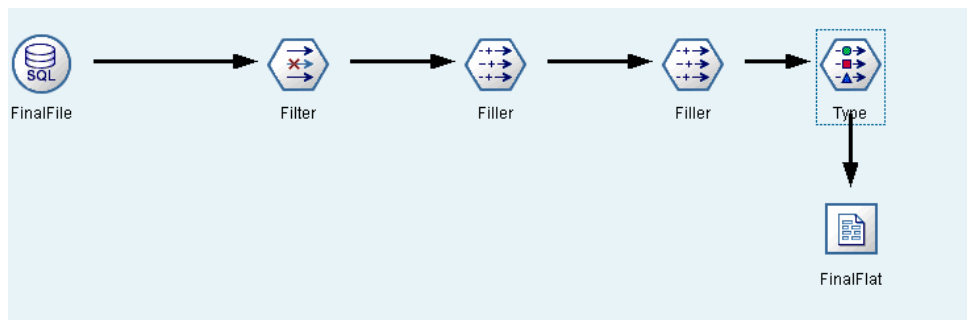 SQL
FinalFile
Filter
Filler
Filler
Type
FinalFlat